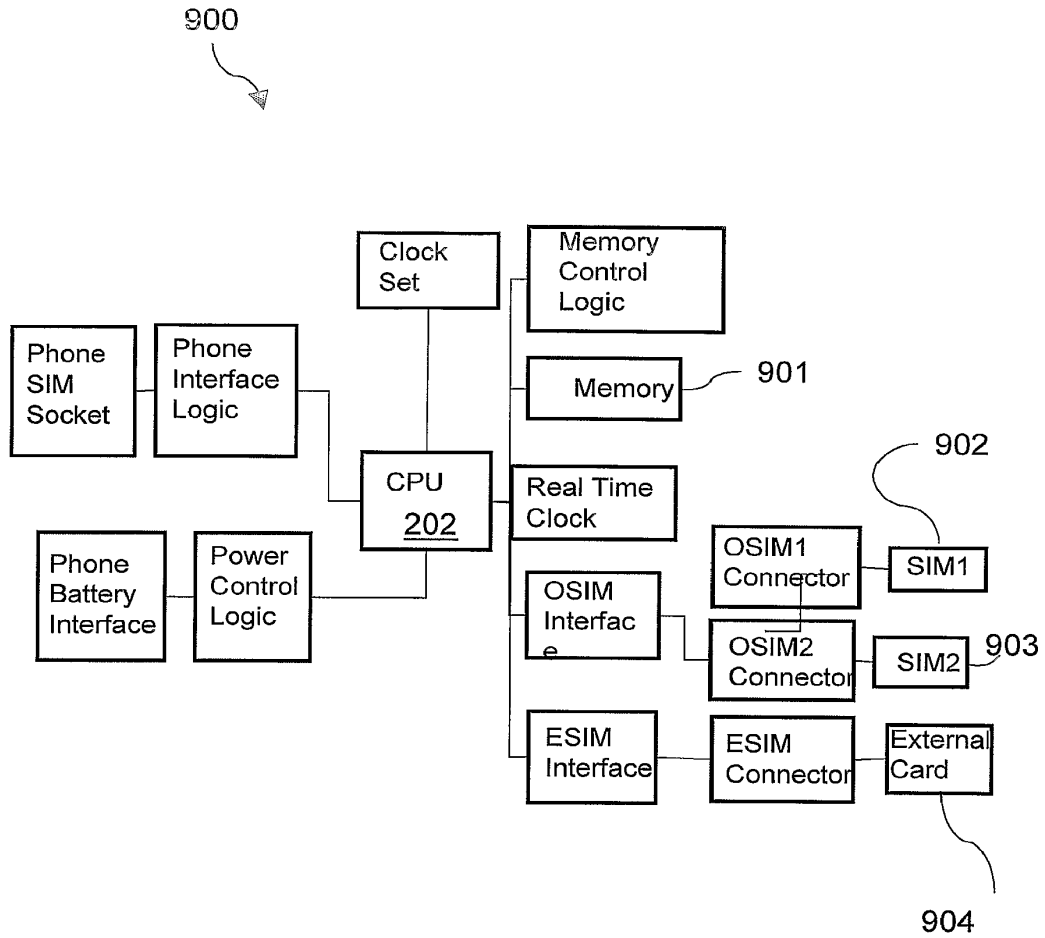 900
Clock
Set
Memory
Control
Logic
Phone
SIM
Socket
Phone
Interface
Logic
Memory
901
CPU
202
Real Time
Clock
902
Phone
Battery
Interface
Power
Control
Logic
OSIM
Interfac
e
OSIM1
Connector
SIM1
OSIM2
Connector
SIM2
903
ESIM
Interface
ESIM
Connector
External
Card
904